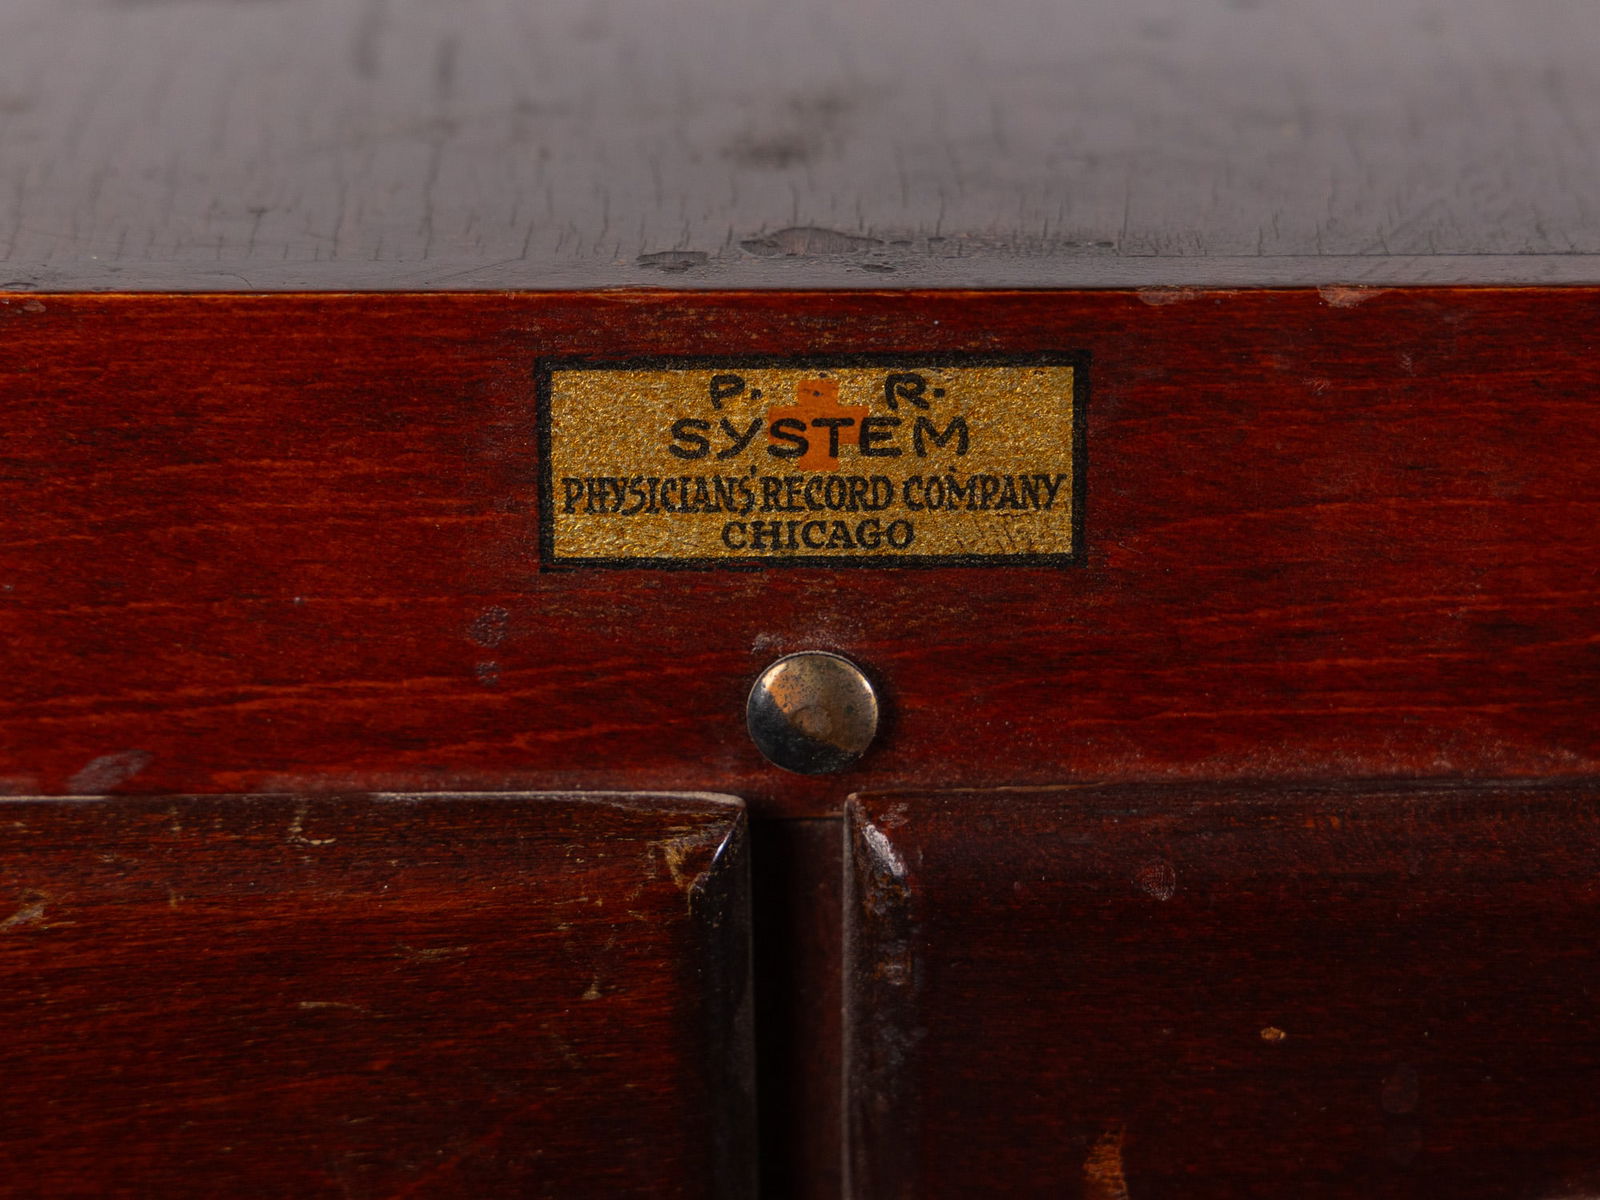 P. R.
SYSTEM
PHYSICIANS' RECORD COMPANY
CHICAGO